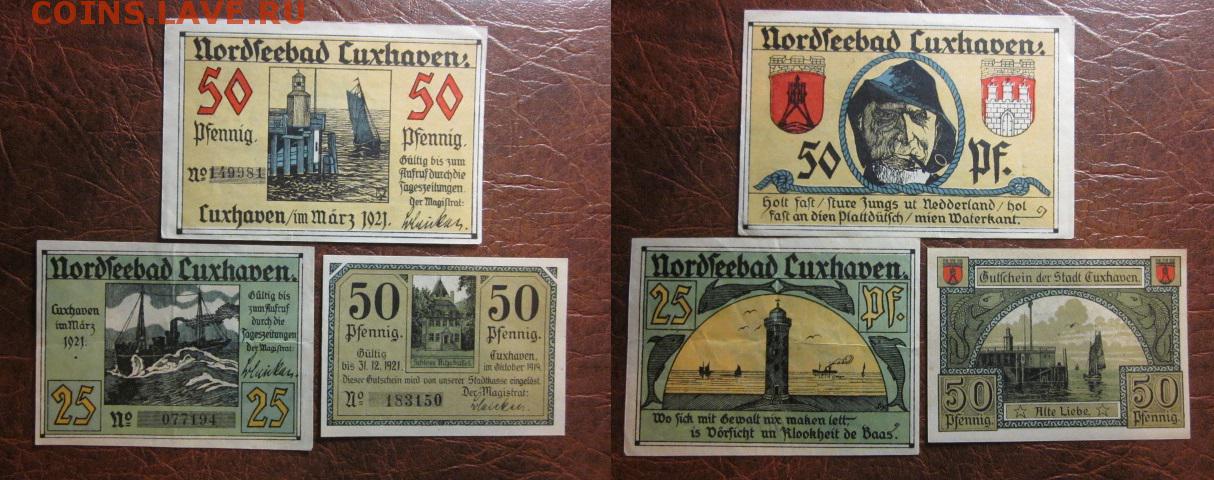 COINS.LAVE.RU
Nordseebad Cuxhaven.
50 50
Pfennig. Pfennig.
Gültig bis zum
Aufruf durch die
Tageszeitungen
Der Magistrat:
No 149981
Cuxhaven/im März 1921.
Nordseebad Cuxhaven.
Cuxhaven
im März
1921.
Gültig bis
zum Aufruf
durch die
Tageszeitungen
Der Magistrat:
25 25
No 077194
50 50
Pfennig. Pfennig.
Gültig
bis 31.12.1921.
Schloss Ritzebüttel.
Cuxhaven,
im Oktober 1919.
Dieser Gutschein wird von unserer Stadtkasse eingelöst.
Der Magistrat:
No 183150
Nordseebad Cuxhaven.
50 Pf.
Holt fast/sture Jungs ut Nedderland/hol
fast an dien Plattdütsch/mien Waterkant.
Nordseebad Cuxhaven.
25 Pf.
Wo sick mit Gewalt nix maken lett,
is Vörsicht un Klookheit de Baas.
Gutschein der Stadt Cuxhaven
50 50
Pfennig. Pfennig.
Alte Liebe.